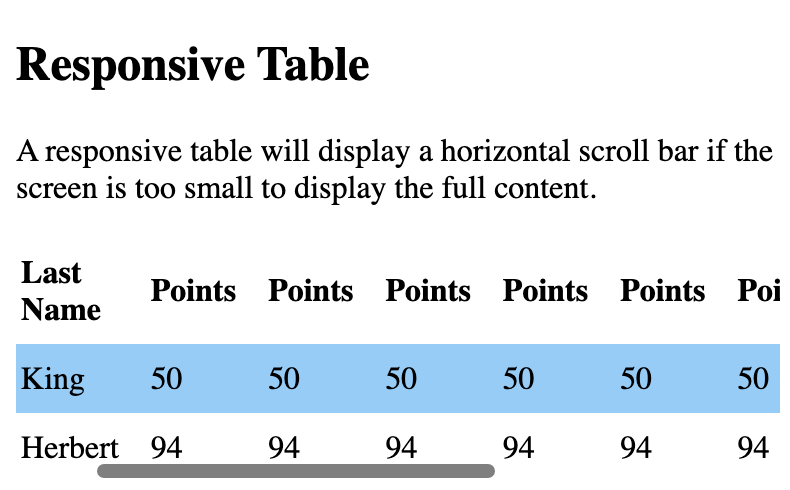 Responsive Table
A responsive table will display a horizontal scroll bar if the
screen is too small to display the full content.
Last Name Points Points Points Points Points Poi
King 50 50 50 50 50 50
Herbert 94 94 94 94 94 94